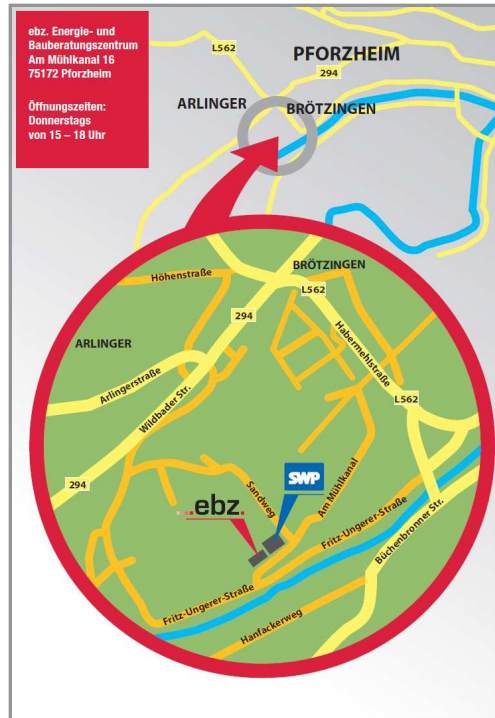 ebz. Energie- und
Bauberatungszentrum
Am Mühlkanal 16
75172 Pforzheim
Öffnungszeiten:
Donnerstags
von 15 – 18 Uhr
L562
PFORZHEIM
294
ARLINGER
BRÖTZINGEN
BRÖTZINGEN
Höhenstraße
L562
294
Habermehlstraße
ARLINGER
Arlingerstraße
Wildbader Str.
L562
294
SWP
Sandweg
Am Mühlkanal
..ebz.
Fritz-Ungerer-Straße
Büchenbronner Str.
Fritz-Ungerer-Straße
Hanfackerweg